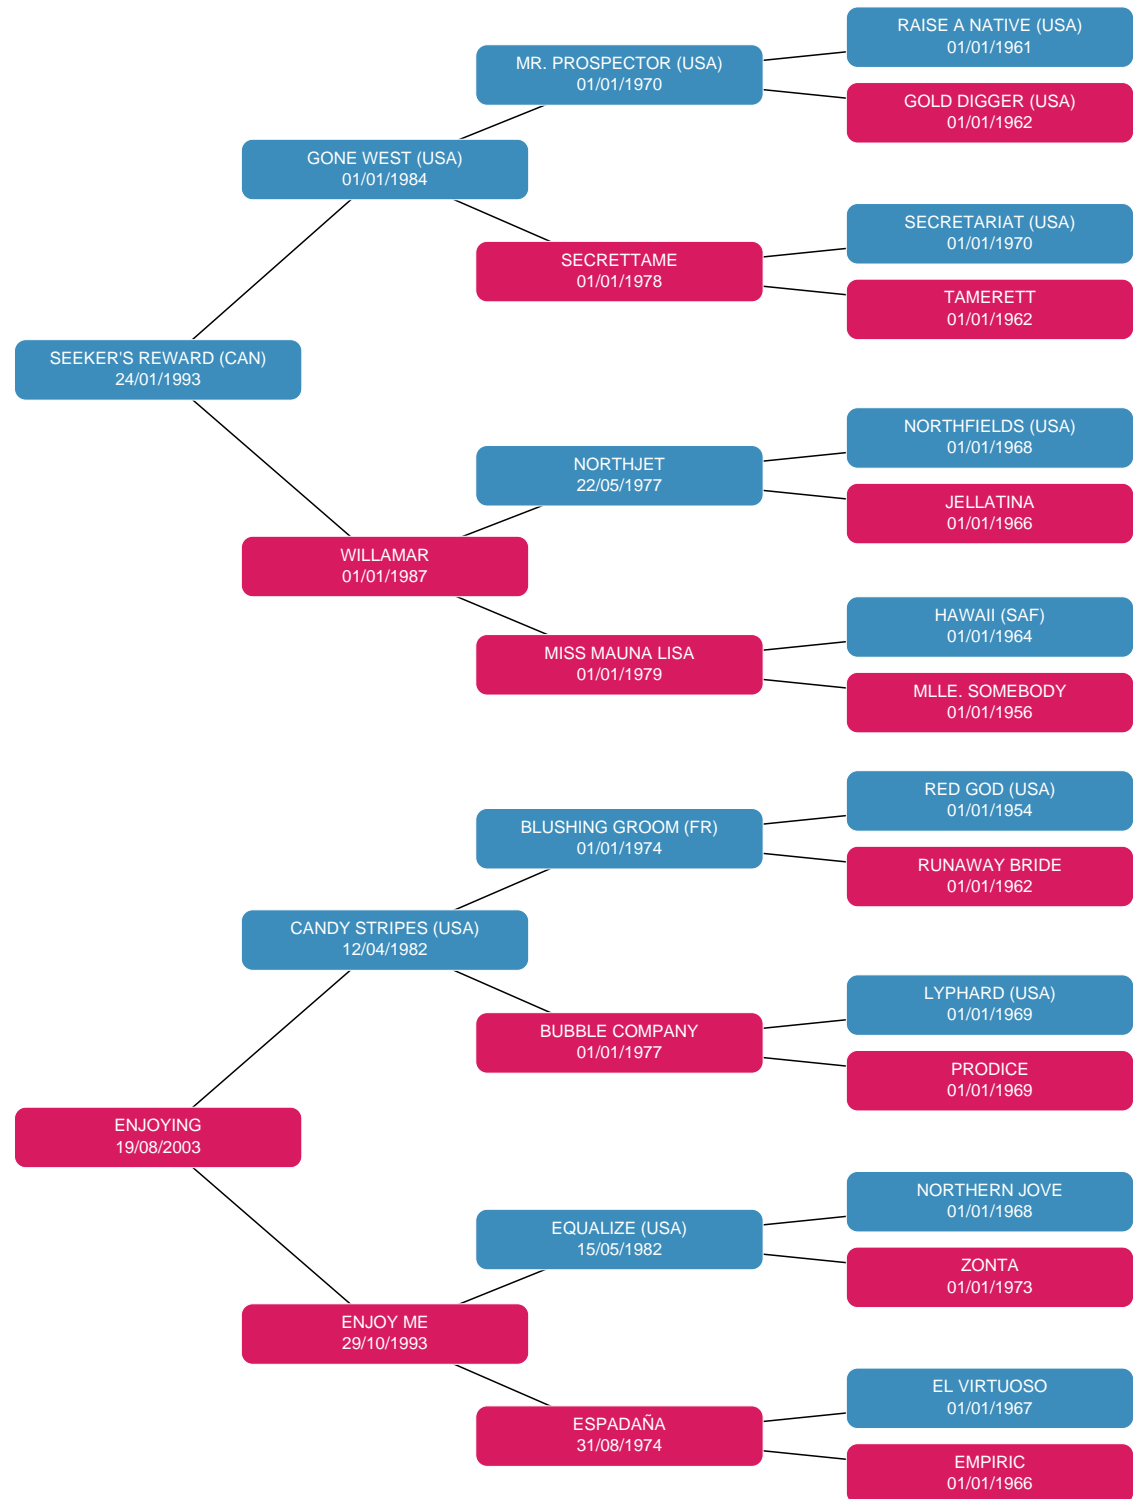 RAISE A NATIVE (USA)
01/01/1961
MR. PROSPECTOR (USA)
01/01/1970
GOLD DIGGER (USA)
01/01/1962
GONE WEST (USA)
01/01/1984
SECRETARIAT (USA)
01/01/1970
SECRETTAME
01/01/1978
TAMERETT
01/01/1962
SEEKER'S REWARD (CAN)
24/01/1993
NORTHFIELDS (USA)
01/01/1968
NORTHJET
22/05/1977
JELLATINA
01/01/1966
WILLAMAR
01/01/1987
HAWAII (SAF)
01/01/1964
MISS MAUNA LISA
01/01/1979
MLLE. SOMEBODY
01/01/1956
RED GOD (USA)
01/01/1954
BLUSHING GROOM (FR)
01/01/1974
RUNAWAY BRIDE
01/01/1962
CANDY STRIPES (USA)
12/04/1982
LYPHARD (USA)
01/01/1969
BUBBLE COMPANY
01/01/1977
PRODICE
01/01/1969
ENJOYING
19/08/2003
NORTHERN JOVE
01/01/1968
EQUALIZE (USA)
15/05/1982
ZONTA
01/01/1973
ENJOY ME
29/10/1993
EL VIRTUOSO
01/01/1967
ESPADAÑA
31/08/1974
EMPIRIC
01/01/1966